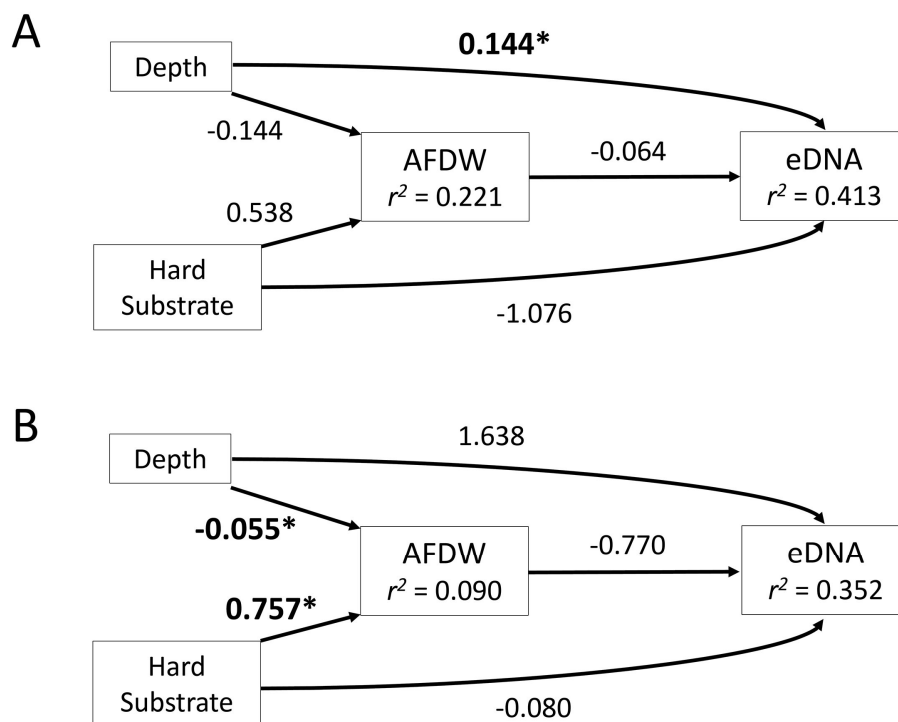 A
0.144*
Depth
-0.144
AFDW
r² = 0.221
-0.064
eDNA
r² = 0.413
0.538
Hard
Substrate
-1.076
B
1.638
Depth
-0.055*
AFDW
r² = 0.090
-0.770
eDNA
r² = 0.352
0.757*
Hard
Substrate
-0.080